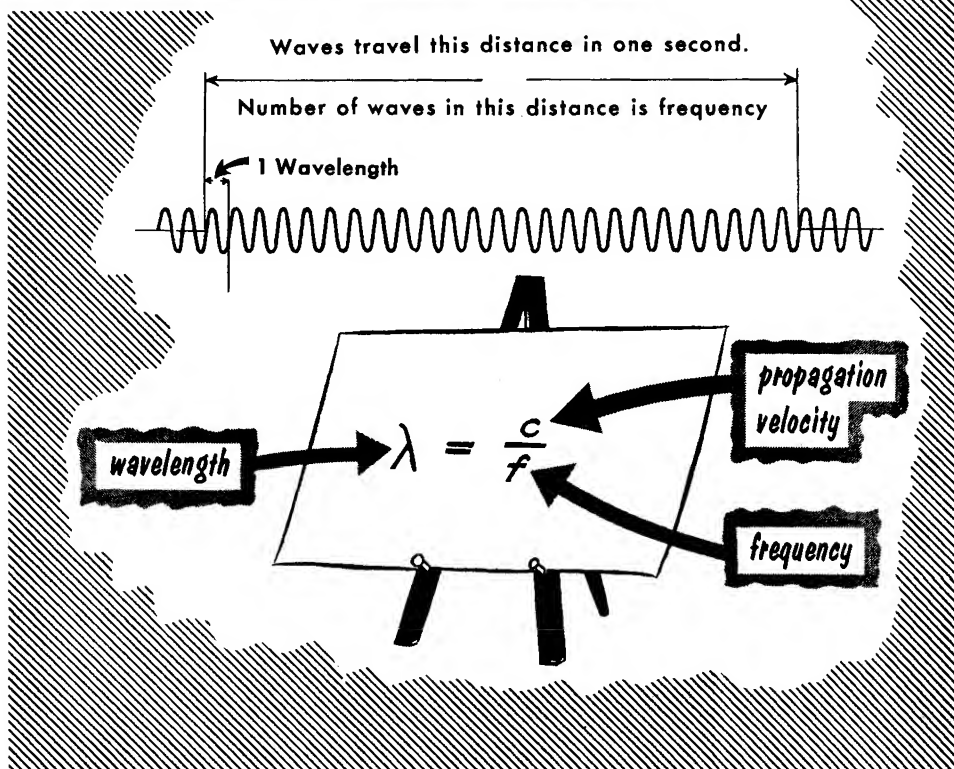 Waves travel this distance in one second.
Number of waves in this distance is frequency
1 Wavelength
propagation
velocity
wavelength
λ = c/f
frequency